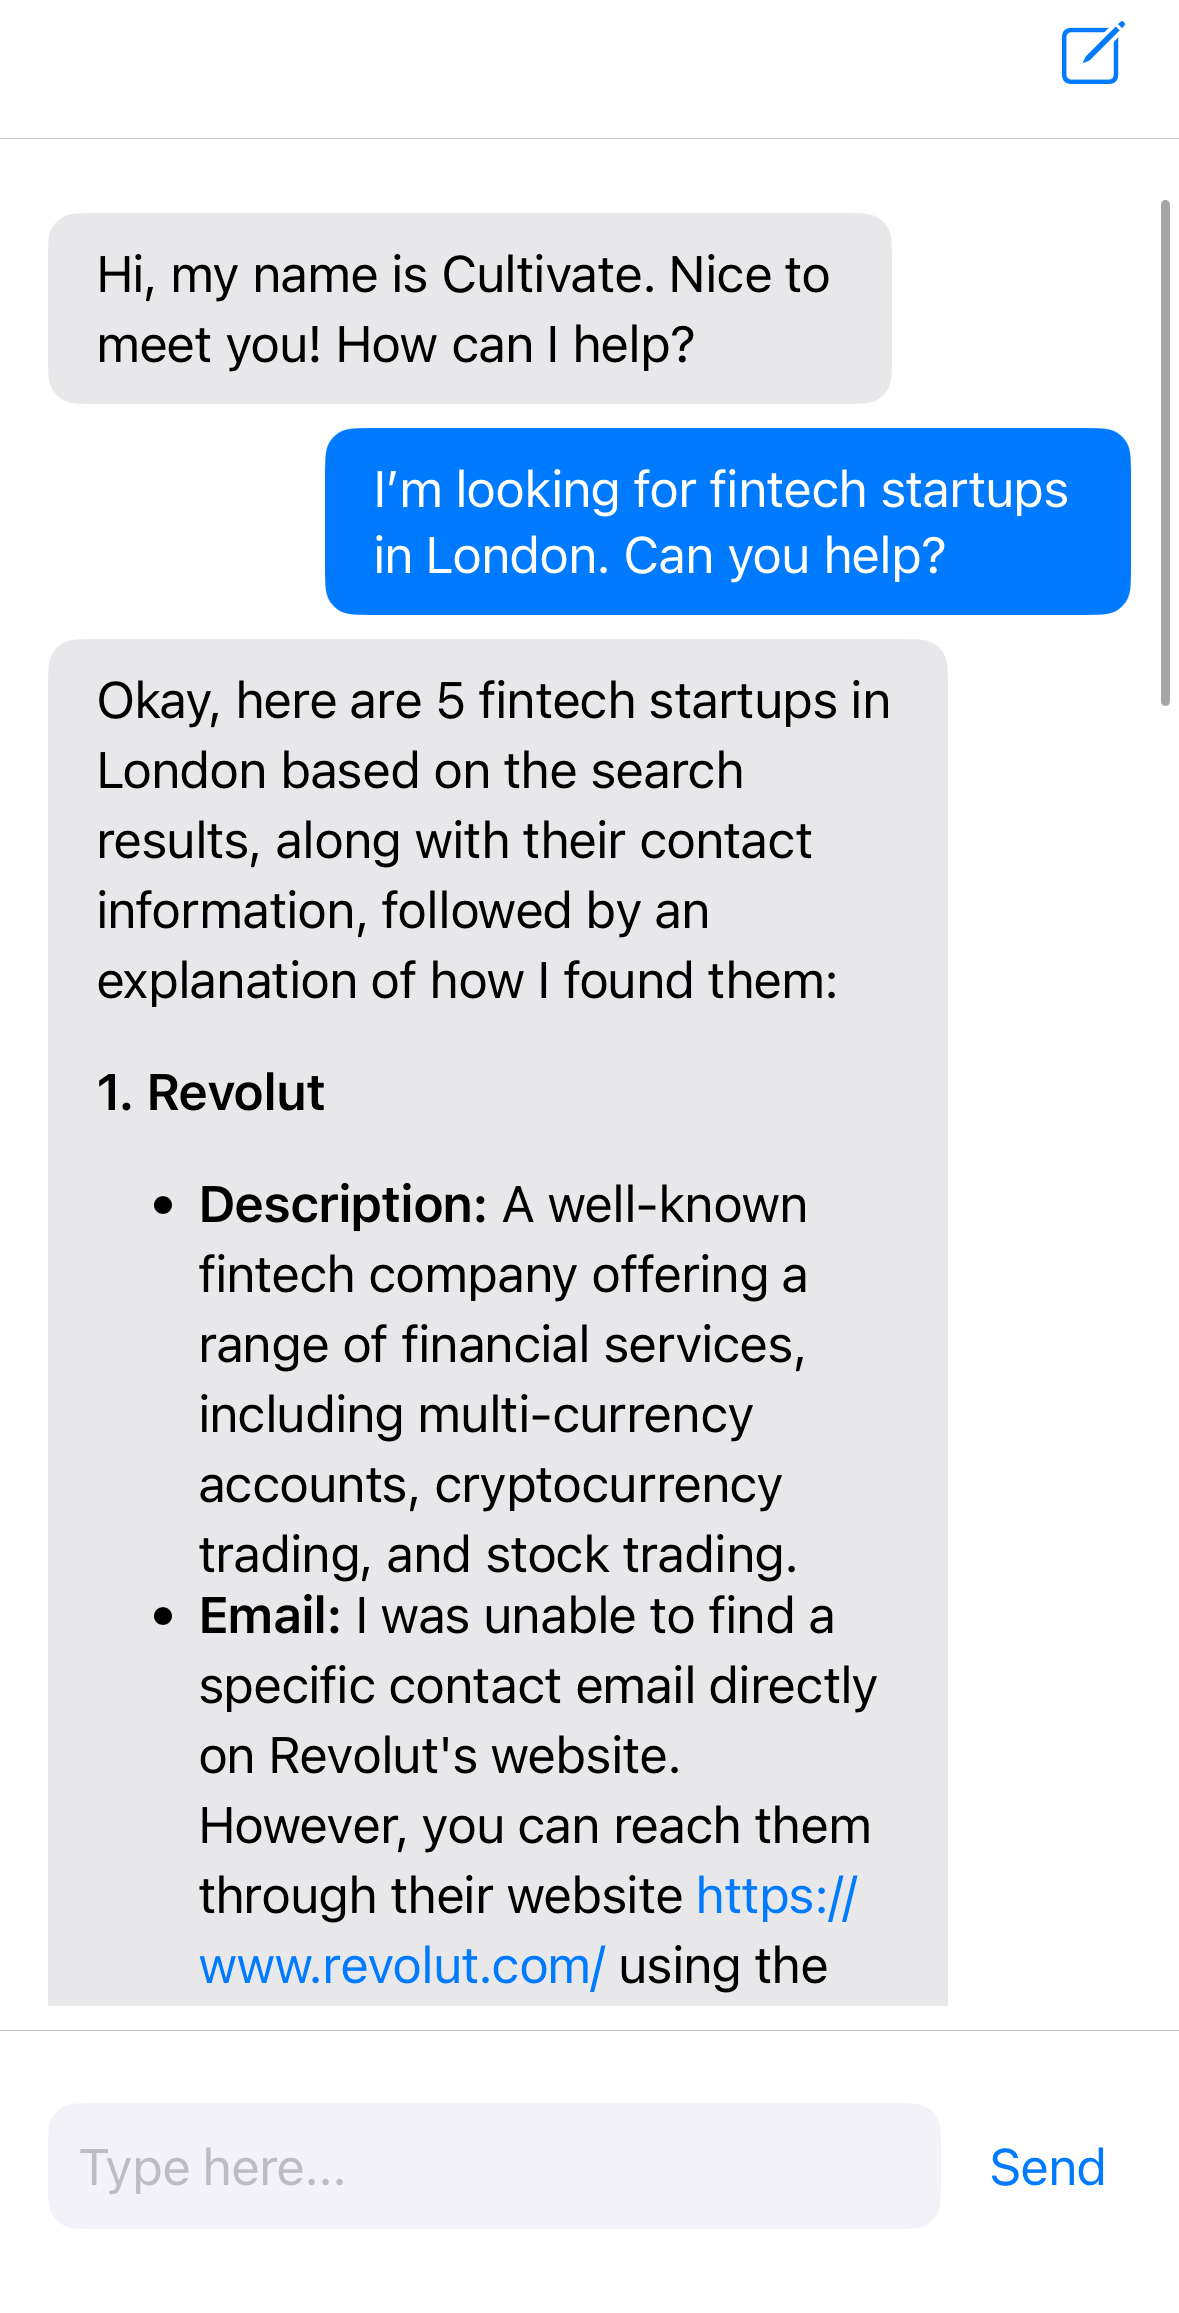 Hi, my name is Cultivate. Nice to
meet you! How can I help?
I’m looking for fintech startups
in London. Can you help?
Okay, here are 5 fintech startups in
London based on the search
results, along with their contact
information, followed by an
explanation of how I found them:
1. Revolut
• Description: A well-known
fintech company offering a
range of financial services,
including multi-currency
accounts, cryptocurrency
trading, and stock trading.
• Email: I was unable to find a
specific contact email directly
on Revolut's website.
However, you can reach them
through their website https://
www.revolut.com/ using the
Type here...
Send